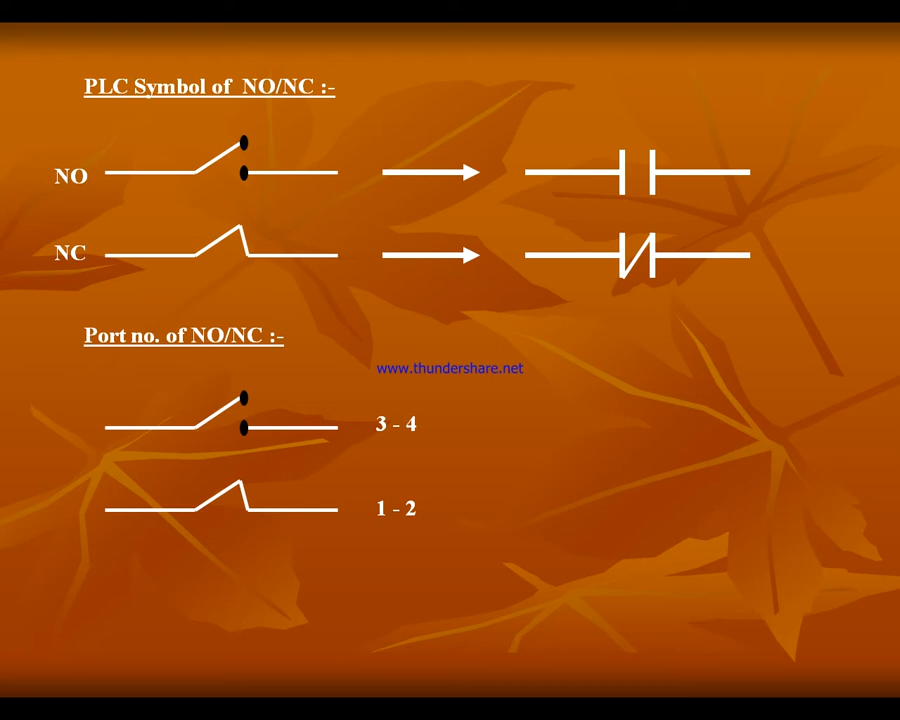 PLC Symbol of NO/NC :-
NO
NC
Port no. of NO/NC :-
www.thundershare.net
3 - 4
1 - 2